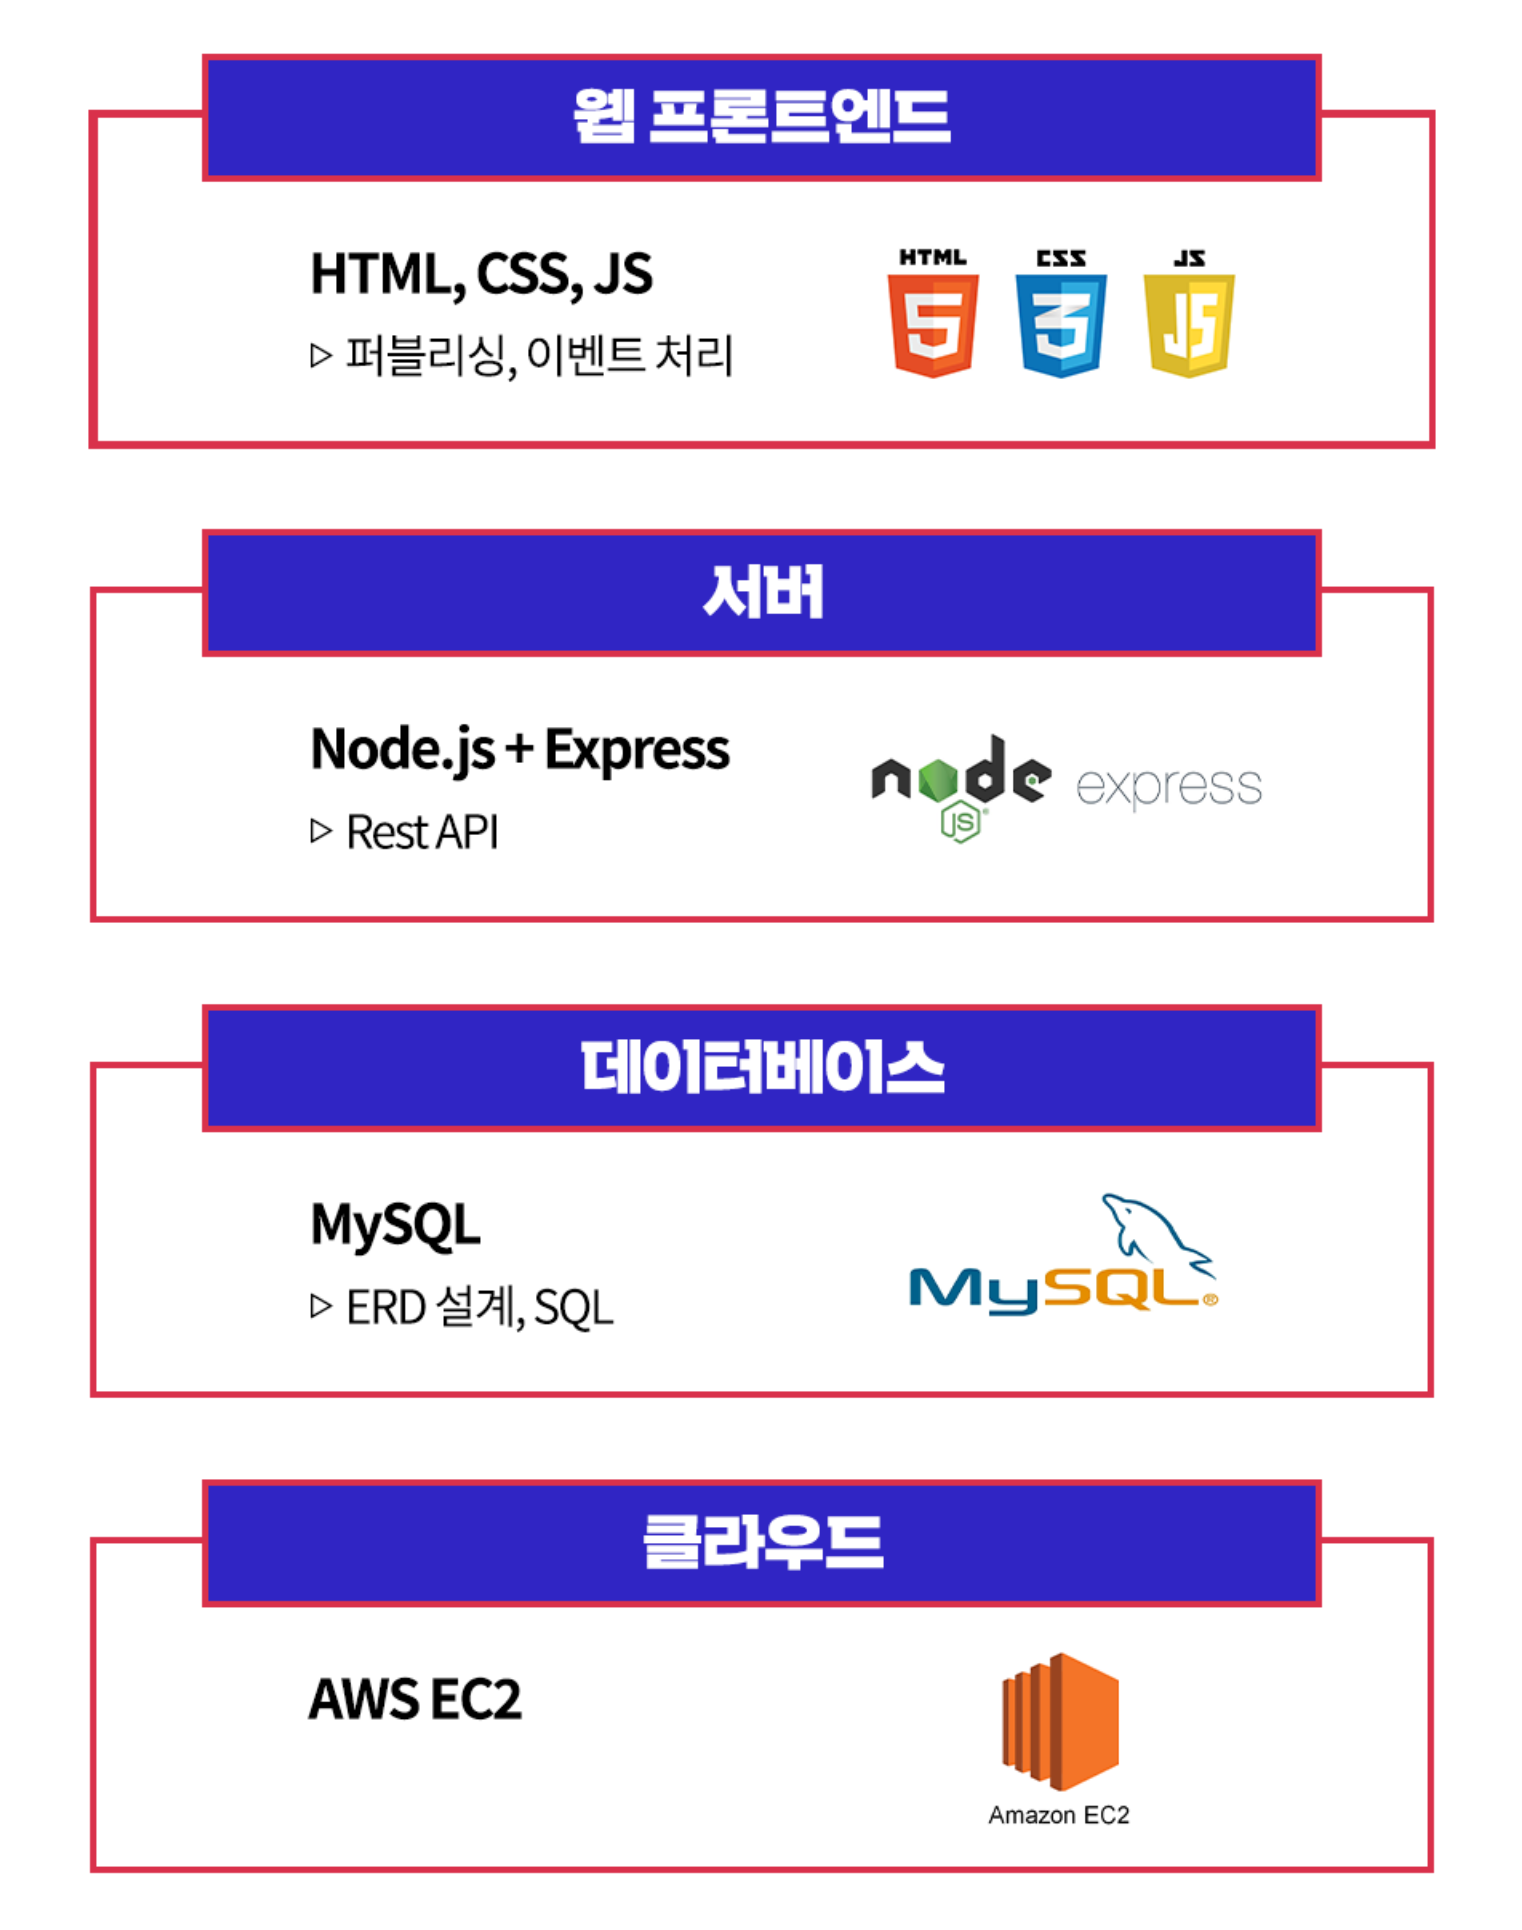 웹 프론트엔드
HTML, CSS, JS
▷ 퍼블리싱, 이벤트 처리
HTML CSS JS
5 3 JS
서버
Node.js + Express
▷ Rest API
node JS® express
데이터베이스
MySQL
▷ ERD 설계, SQL
MySQL®
클라우드
AWS EC2
Amazon EC2